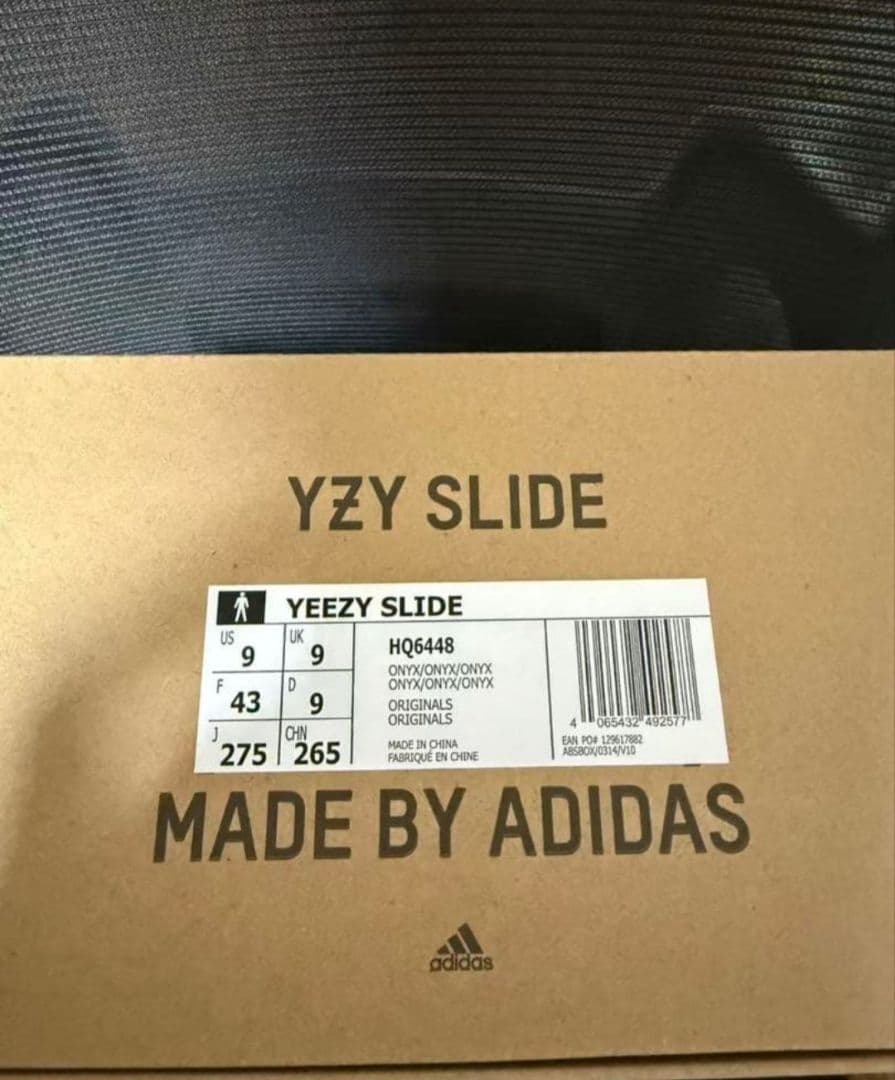 YZY SLIDE
YEEZY SLIDE
US 9 UK 9
F 43 D 9
J 275 CHN 265
HQ6448
ONYX/ONYX/ONYX
ONYX/ONYX/ONYX
ORIGINALS
ORIGINALS
MADE IN CHINA
FABRIQUÉ EN CHINE
4 065432 492577
EAN PO# 129617882
ABSBOX/0314/V10
MADE BY ADIDAS
adidas